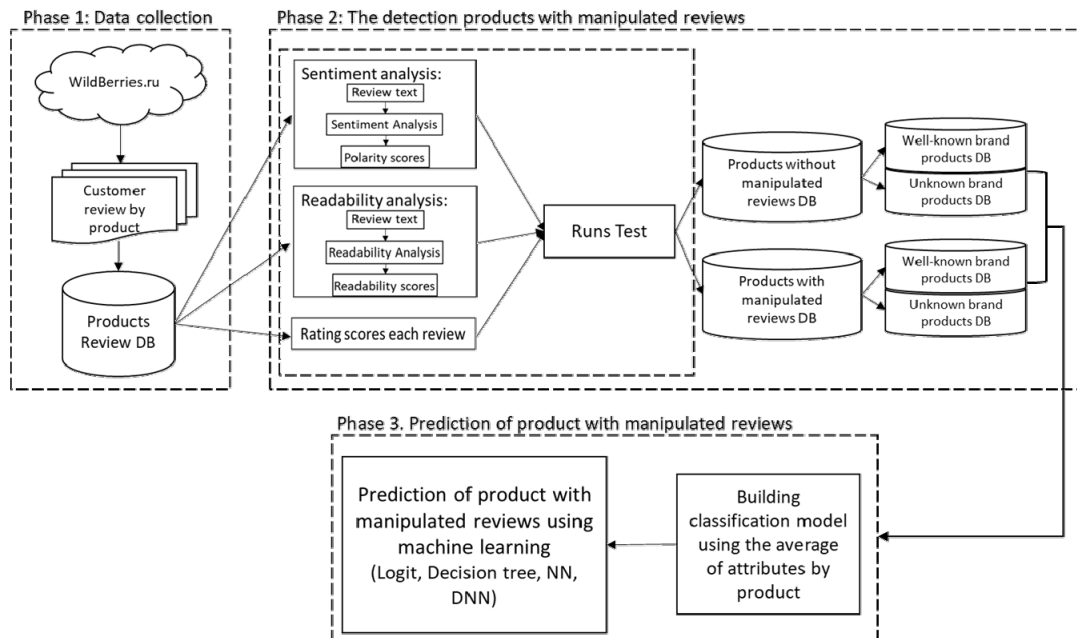 Phase 1: Data collection
WildBerries.ru
Customer
review by
product
Products
Review DB
Phase 2: The detection products with manipulated reviews
Sentiment analysis:
Review text
Sentiment Analysis
Polarity scores
Readability analysis:
Review text
Readability Analysis
Readability scores
Rating scores each review
Runs Test
Products without
manipulated
reviews DB
Well-known brand
products DB
Unknown brand
products DB
Products with
manipulated
reviews DB
Well-known brand
products DB
Unknown brand
products DB
Phase 3. Prediction of product with manipulated reviews
Prediction of product with
manipulated reviews using
machine learning
(Logit, Decision tree, NN,
DNN)
Building
classification model
using the average
of attributes by
product